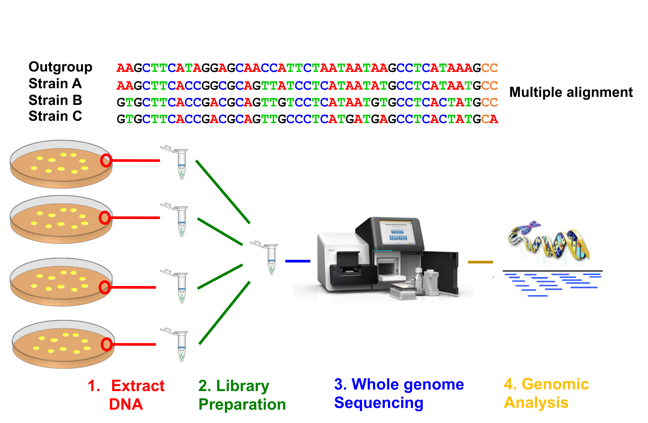 Outgroup AAGCTTCATAGGAGCAACCATTCTAATAATAAGCCTCATAAAGCC
Strain A AAGCTTCACCGGCGCAGTTATCCTCATAATATGCCTCATAATGCC
Strain B GTGCTTCACCGACGCAGTTGTCCTCATAATGTGCCTCACTATGCC
Strain C GTGCTTCACCGACGCAGTTGCCCTCATGATGAGCCTCACTATGCA
Multiple alignment
1. Extract
DNA
2. Library
Preparation
3. Whole genome
Sequencing
4. Genomic
Analysis